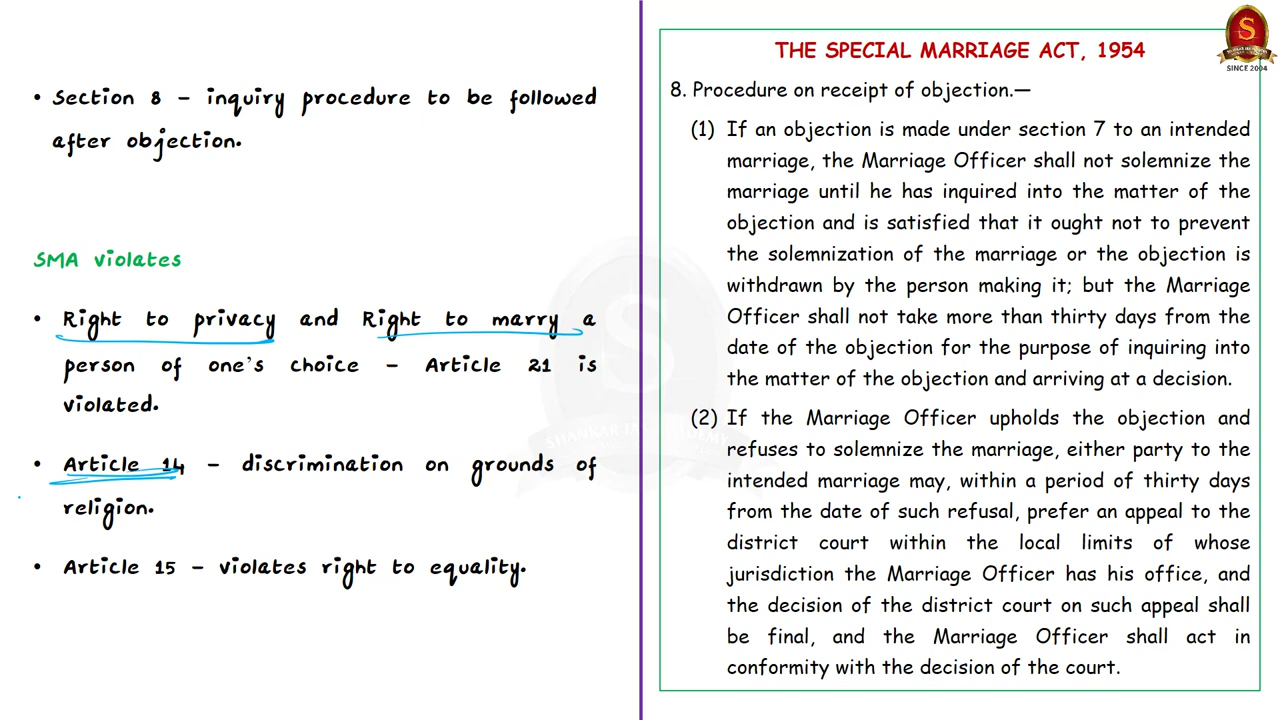 • Section 8 – inquiry procedure to be followed
after objection.
SMA violates
• Right to privacy and Right to marry a
person of one's choice – Article 21 is
violated.
• Article 14 – discrimination on grounds of
religion.
• Article 15 – violates right to equality.
THE SPECIAL MARRIAGE ACT, 1954
8. Procedure on receipt of objection.—
(1) If an objection is made under section 7 to an intended
marriage, the Marriage Officer shall not solemnize the
marriage until he has inquired into the matter of the
objection and is satisfied that it ought not to prevent
the solemnization of the marriage or the objection is
withdrawn by the person making it; but the Marriage
Officer shall not take more than thirty days from the
date of the objection for the purpose of inquiring into
the matter of the objection and arriving at a decision.
(2) If the Marriage Officer upholds the objection and
refuses to solemnize the marriage, either party to the
intended marriage may, within a period of thirty days
from the date of such refusal, prefer an appeal to the
district court within the local limits of whose
jurisdiction the Marriage Officer has his office, and
the decision of the district court on such appeal shall
be final, and the Marriage Officer shall act in
conformity with the decision of the court.
S
SINCE 2004